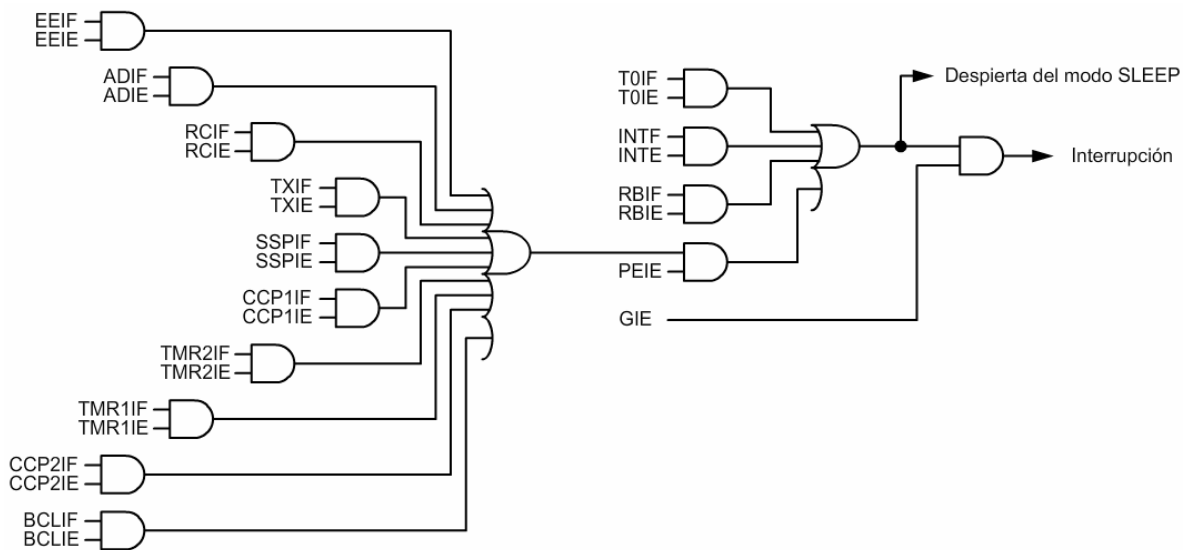 EEIF
EEIE
ADIF
ADIE
RCIF
RCIE
TXIF
TXIE
SSPIF
SSPIE
CCP1IF
CCP1IE
TMR2IF
TMR2IE
TMR1IF
TMR1IE
CCP2IF
CCP2IE
BCLIF
BCLIE
T0IF
T0IE
INTF
INTE
RBIF
RBIE
PEIE
GIE
Despierta del modo SLEEP
Interrupción